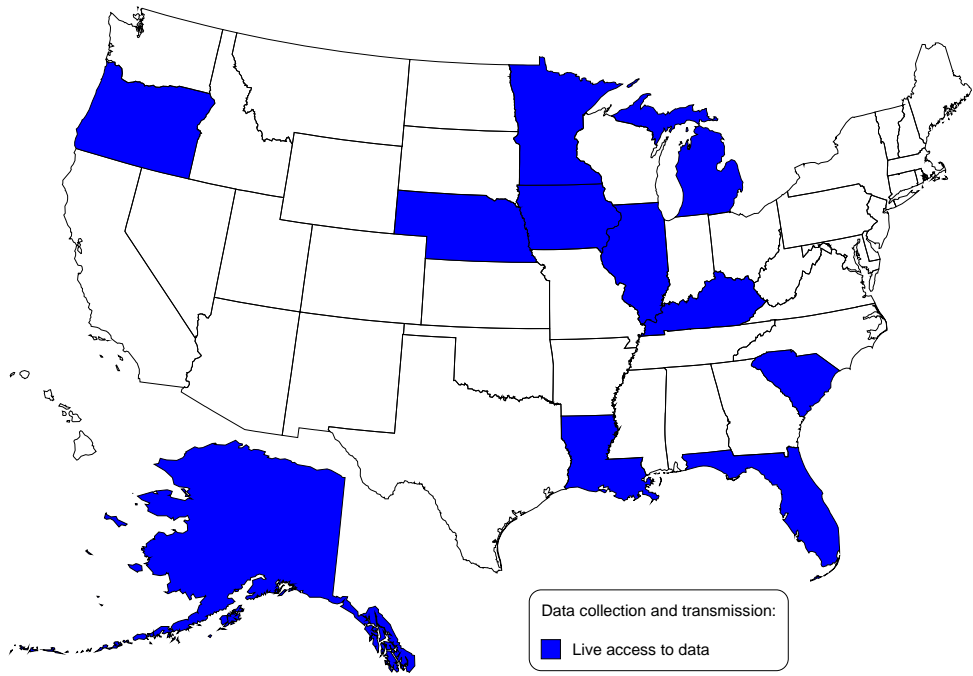 Data collection and transmission:
Live access to data